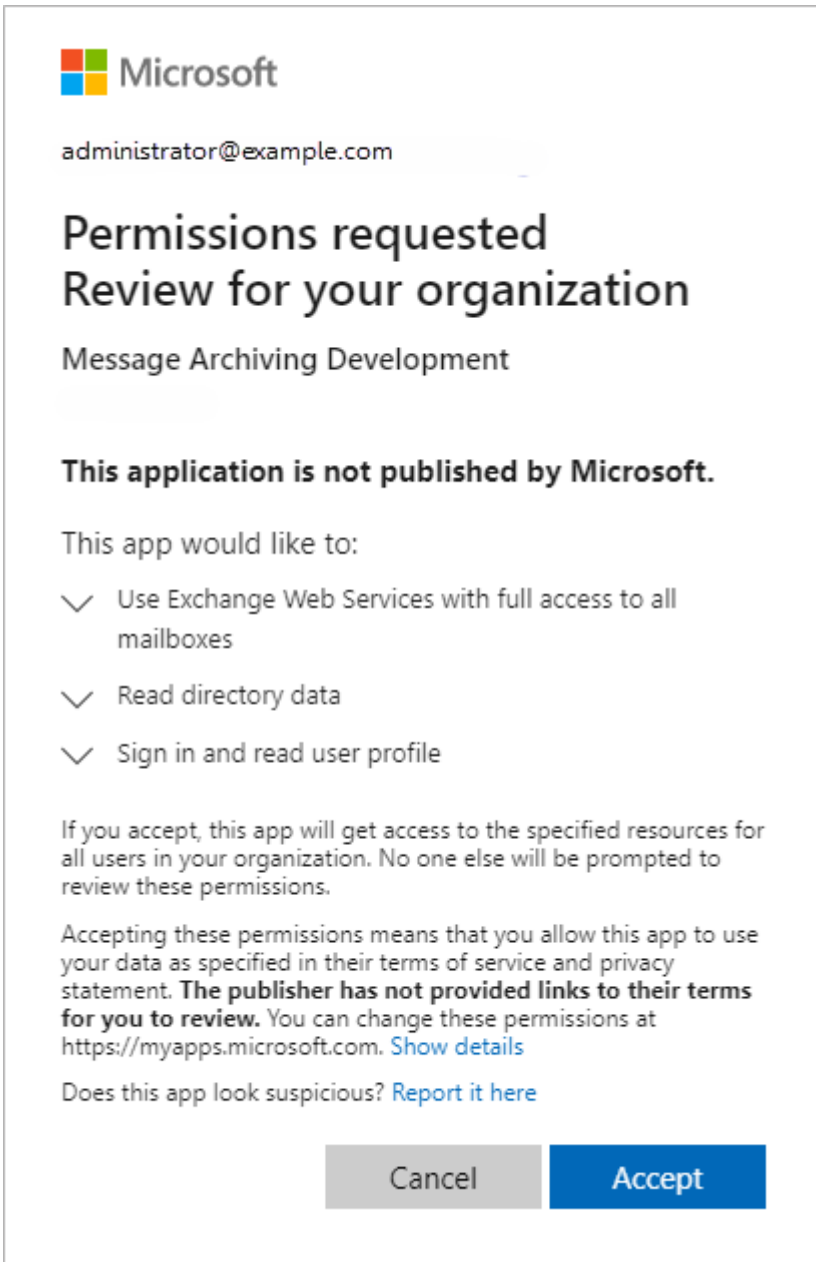 Microsoft
administrator@example.com
Permissions requested
Review for your organization
Message Archiving Development
This application is not published by Microsoft.
This app would like to:
Use Exchange Web Services with full access to all
mailboxes
Read directory data
Sign in and read user profile
If you accept, this app will get access to the specified resources for
all users in your organization. No one else will be prompted to
review these permissions.
Accepting these permissions means that you allow this app to use
your data as specified in their terms of service and privacy
statement. The publisher has not provided links to their terms
for you to review. You can change these permissions at
https://myapps.microsoft.com. Show details
Does this app look suspicious? Report it here
Cancel
Accept